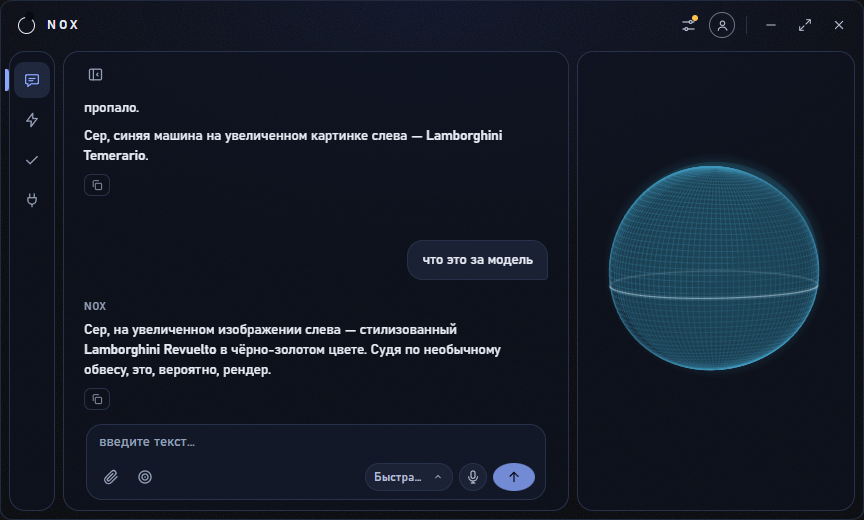 NOX
пропало.
Сер, синяя машина на увеличенном картинке слева — Lamborghini
Temerario.
что это за модель
NOX
Сер, на увеличенном изображении слева — стилизованный
Lamborghini Revuelto в чёрно-золотом цвете. Судя по необычному
обвесу, это, вероятно, рендер.
введите текст...
Быстра...